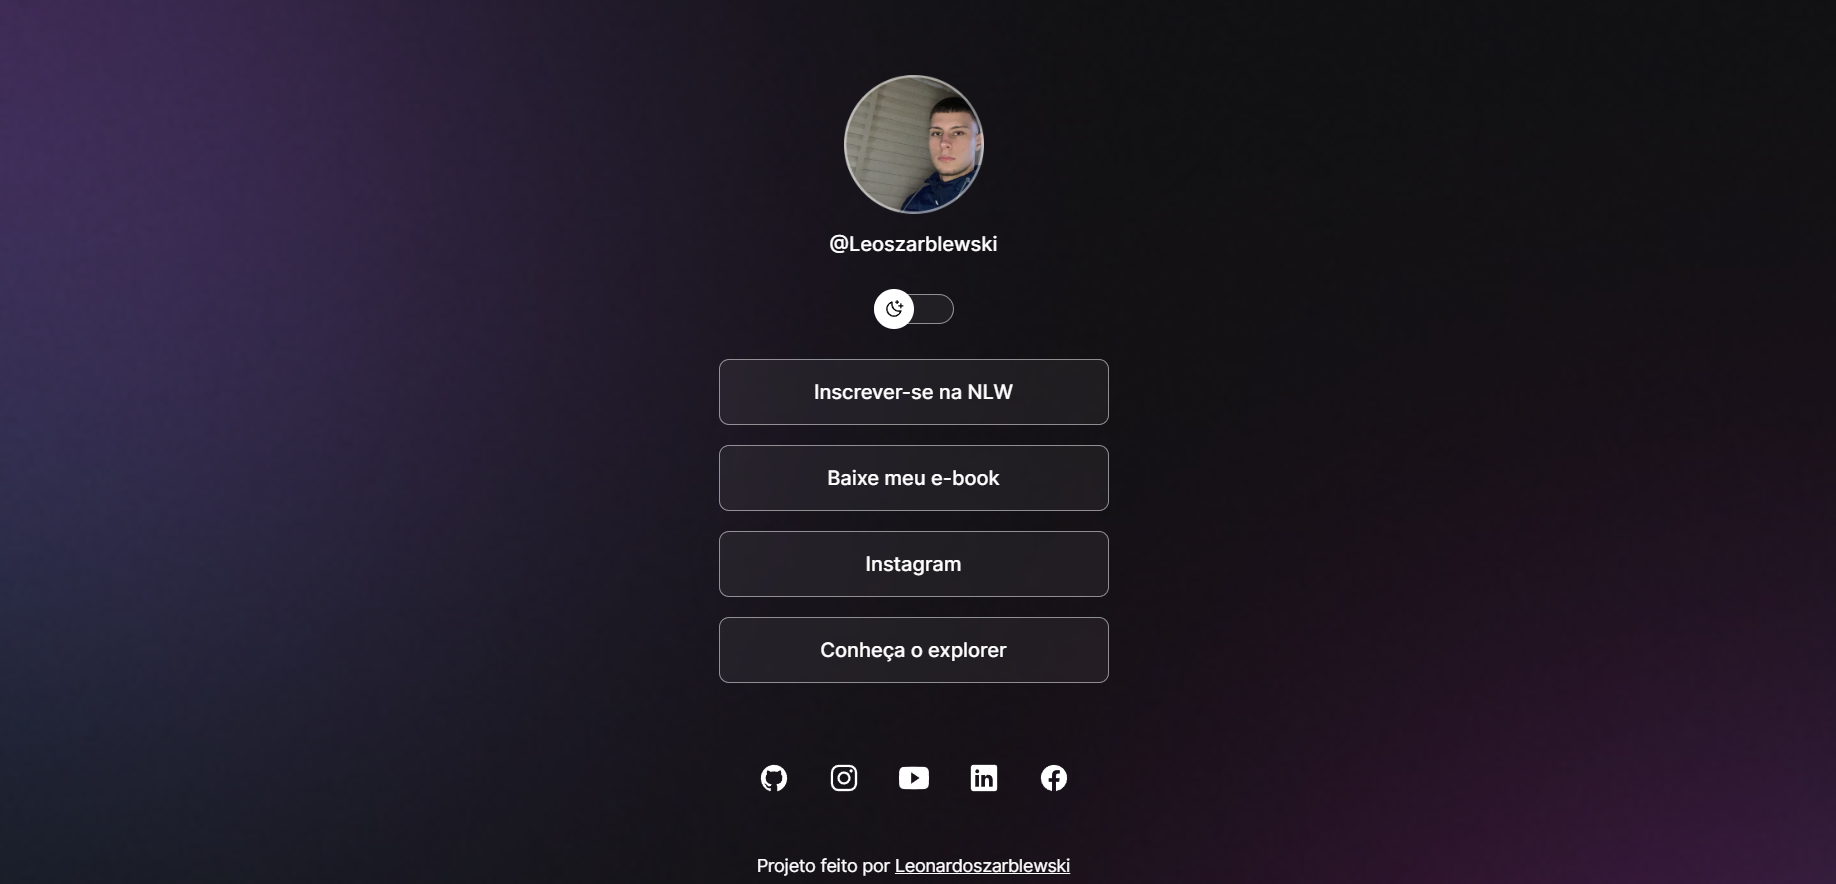 @Leoszarblewski
Inscrever-se na NLW
Baixe meu e-book
Instagram
Conheça o explorer
Projeto feito por Leonardoszarblewski